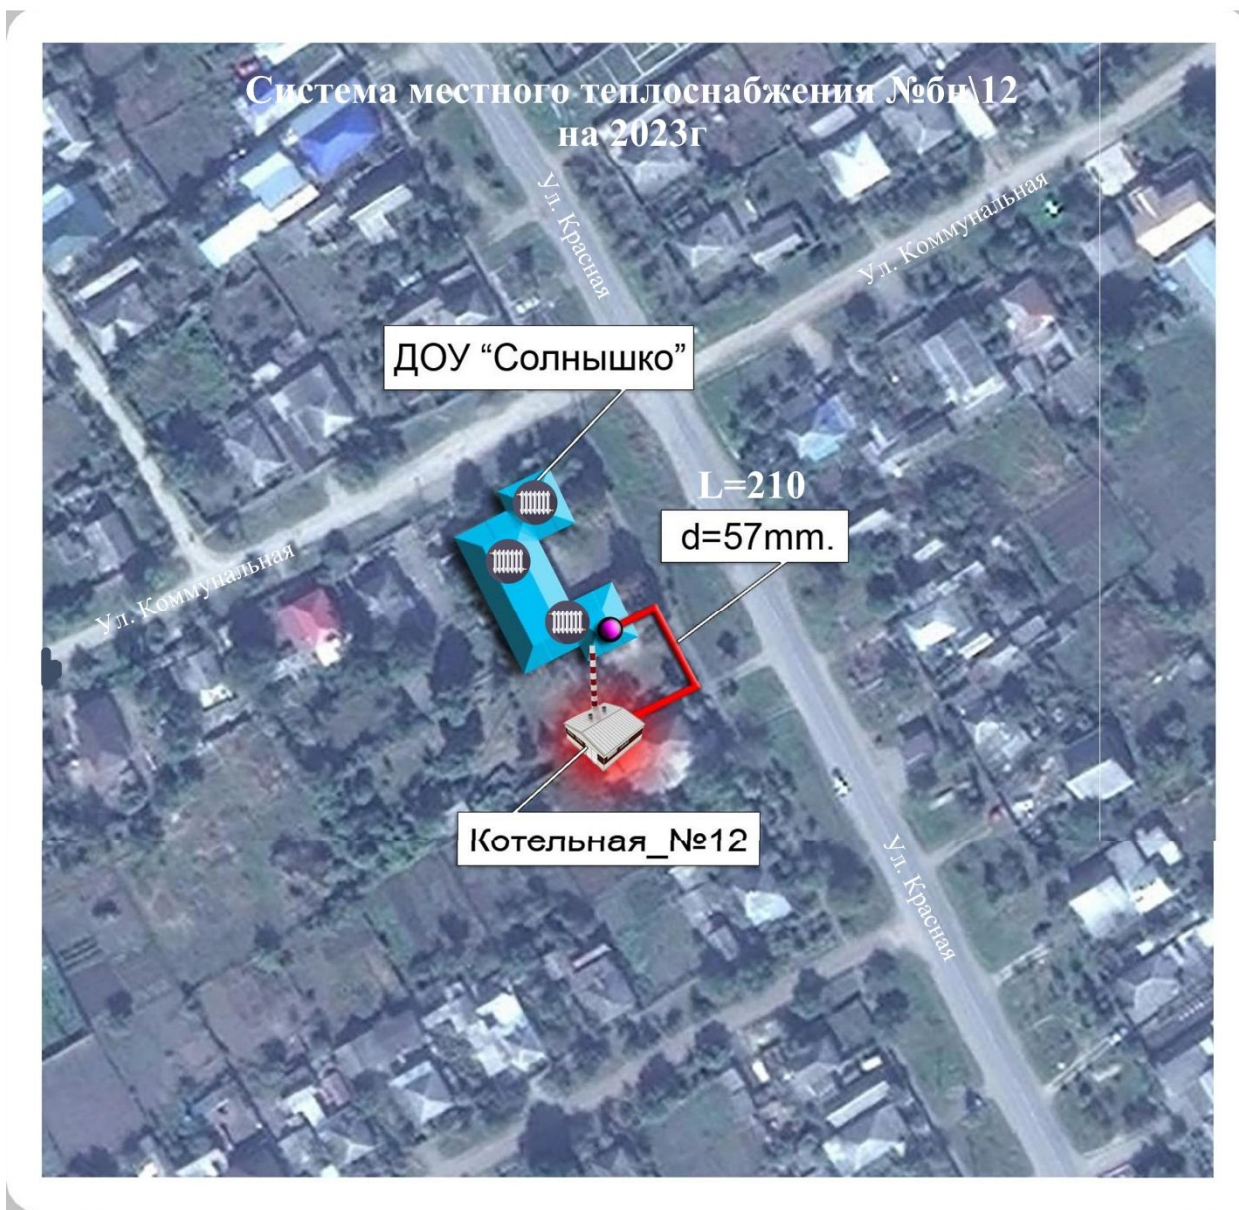 Система местного теплоснабжения №бн\12
на 2023г
Ул. Красная
Ул. Коммунальная
ДОУ “Солнышко”
L=210
d=57mm.
Ул. Коммунальная
Котельная_№12
Ул. Красная